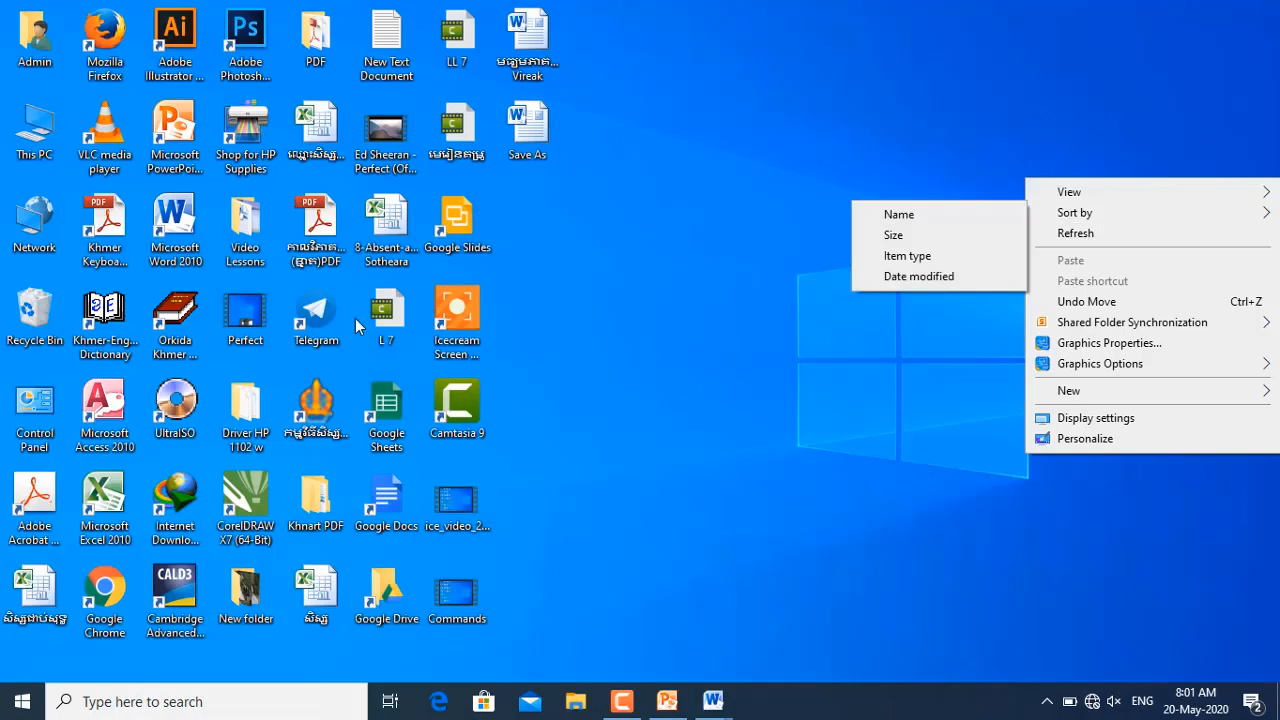 Admin
Mozilla
Firefox
Adobe
Illustrator ...
Adobe
Photosh...
PDF
New Text
Document
LL 7
Vireak
This PC
VLC media
player
Microsoft
PowerPoi...
Shop for HP
Supplies
Ed Sheeran -
Perfect (Of...
Save As
Network
Khmer
Keyboa...
Microsoft
Word 2010
Video
Lessons
8-Absent-a...
Sotheara
Google Slides
Recycle Bin
Khmer-Eng...
Dictionary
Orkida
Khmer ...
Perfect
Telegram
L 7
Icecream
Screen ...
Control
Panel
Microsoft
Access 2010
UltraISO
Driver HP
1102 w
Google
Sheets
Camtasia 9
Adobe
Acrobat ...
Microsoft
Excel 2010
Internet
Downlo...
CorelDRAW
X7 (64-Bit)
Khnart PDF
Google Docs
ice_video_2...
Google
Chrome
CALD3
Cambridge
Advanced...
New folder
សិស្ស
Google Drive
Commands
Name
Size
Item type
Date modified
View
Sort by
Refresh
Paste
Paste shortcut
Undo Move Ctrl+Z
Shared Folder Synchronization
Graphics Properties...
Graphics Options
New
Display settings
Personalize
Type here to search
ENG
8:01 AM
20-May-2020
2